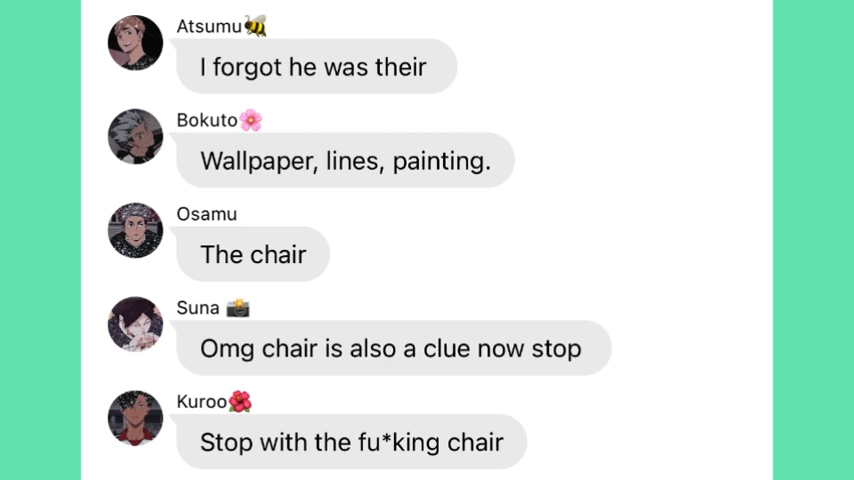 Atsumu🐝
I forgot he was their
Bokuto🌸
Wallpaper, lines, painting.
Osamu
The chair
Suna 📸
Omg chair is also a clue now stop
Kuroo🌺
Stop with the fu*king chair